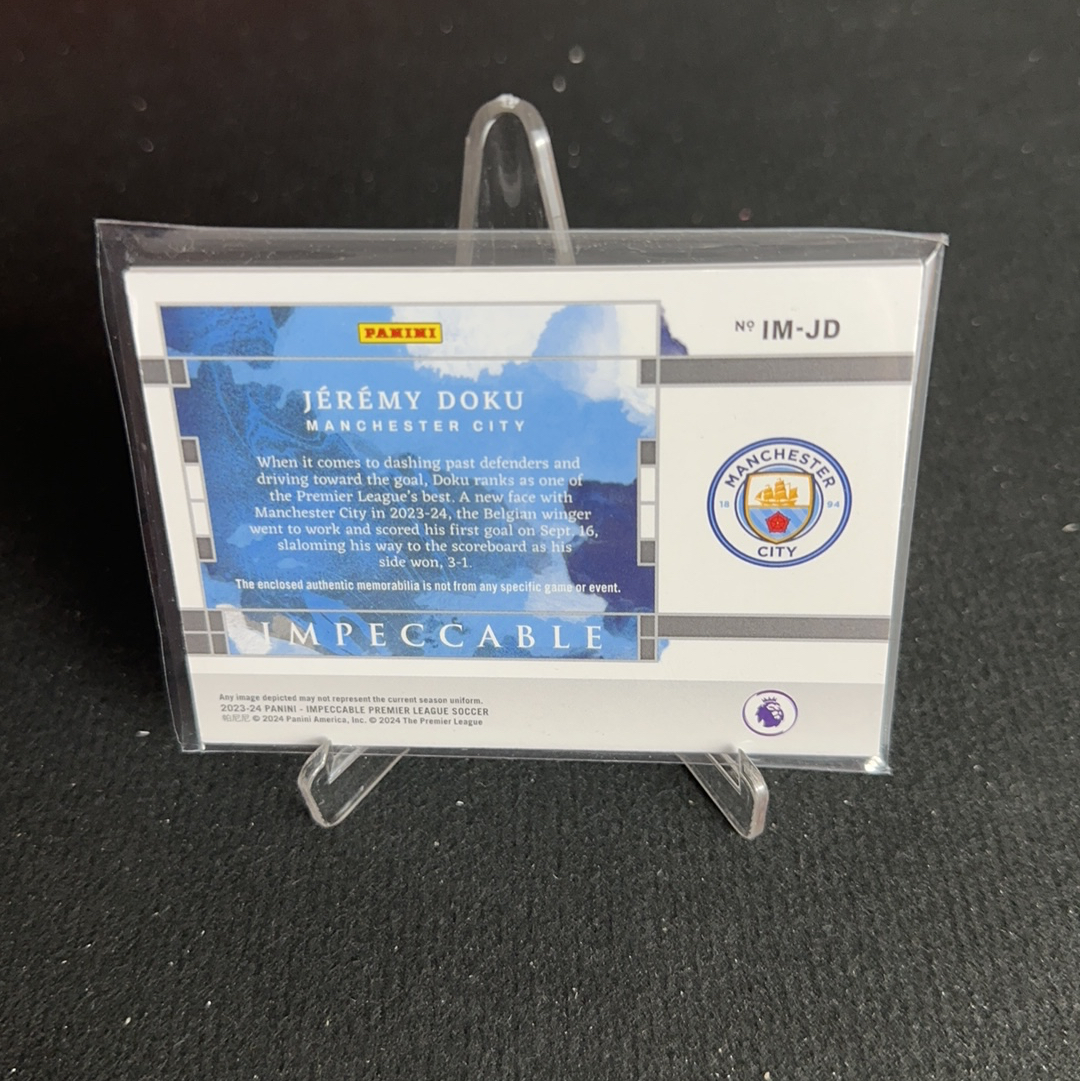 PANINI
Nº IM-JD
JÉRÉMY DOKU
MANCHESTER CITY
When it comes to dashing past defenders and
driving toward the goal, Doku ranks as one of
the Premier League's best. A new face with
Manchester City in 2023-24, the Belgian winger
went to work and scored his first goal on Sept. 16,
slaloming his way to the scoreboard as his
side won, 3-1.
The enclosed authentic memorabilia is not from any specific game or event.
MANCHESTER
18 94
CITY
IMPECCABLE
Any image depicted may not represent the current season uniform.
2023-24 PANINI - IMPECCABLE PREMIER LEAGUE SOCCER
帕尼尼 © 2024 Panini America, Inc. © 2024 The Premier League